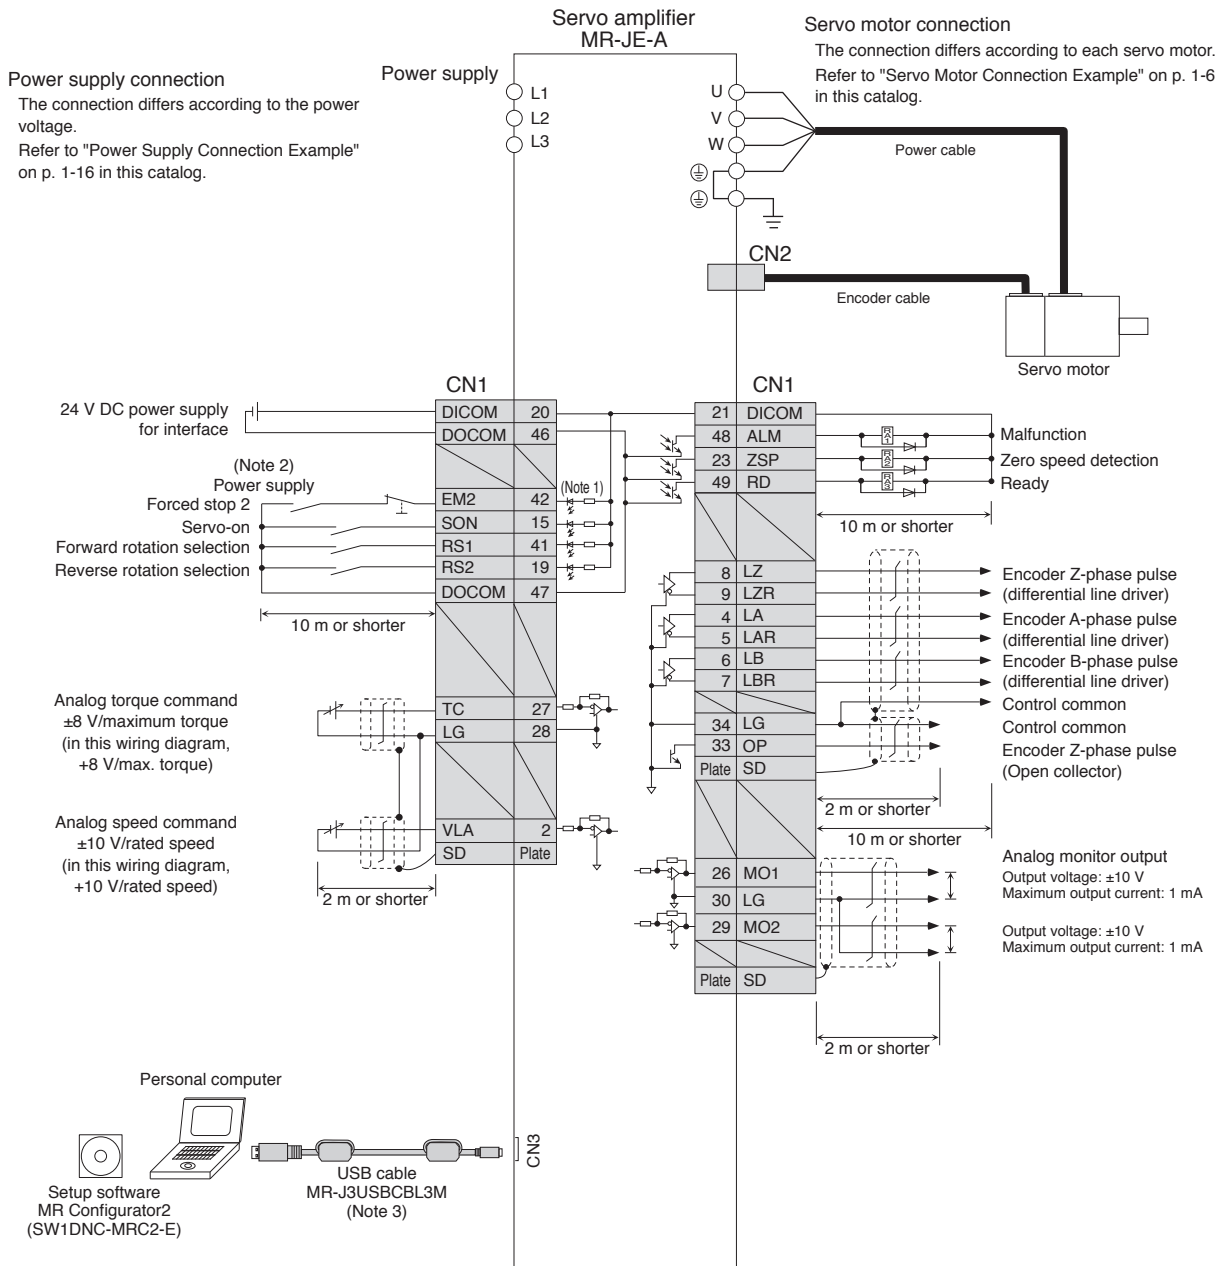 Servo amplifier
MR-JE-A
Servo motor connection
The connection differs according to each servo motor.
Refer to "Servo Motor Connection Example" on p. 1-6
in this catalog.
Power supply connection
The connection differs according to the power
voltage.
Refer to "Power Supply Connection Example"
on p. 1-16 in this catalog.
Power supply
L1
L2
L3
U
V
W
Power cable
CN2
Encoder cable
Servo motor
CN1
24 V DC power supply
for interface
DICOM 20
DOCOM 46
(Note 2)
Power supply
Forced stop 2
EM2 42
(Note 1)
Servo-on
SON 15
Forward rotation selection
RS1 41
Reverse rotation selection
RS2 19
DOCOM 47
10 m or shorter
Analog torque command
±8 V/maximum torque
(in this wiring diagram,
+8 V/max. torque)
TC 27
LG 28
Analog speed command
±10 V/rated speed
(in this wiring diagram,
+10 V/rated speed)
VLA 2
SD Plate
2 m or shorter
CN1
21 DICOM
48 ALM
RA1
Malfunction
23 ZSP
RA2
Zero speed detection
49 RD
RA3
Ready
10 m or shorter
8 LZ
Encoder Z-phase pulse
9 LZR
(differential line driver)
4 LA
Encoder A-phase pulse
5 LAR
(differential line driver)
6 LB
Encoder B-phase pulse
7 LBR
(differential line driver)
Control common
34 LG
Control common
33 OP
Encoder Z-phase pulse
(Open collector)
Plate SD
2 m or shorter
10 m or shorter
Analog monitor output
26 MO1
Output voltage: ±10 V
Maximum output current: 1 mA
30 LG
29 MO2
Output voltage: ±10 V
Maximum output current: 1 mA
Plate SD
2 m or shorter
Personal computer
CN3
USB cable
MR-J3USBCBL3M
(Note 3)
Setup software
MR Configurator2
(SW1DNC-MRC2-E)